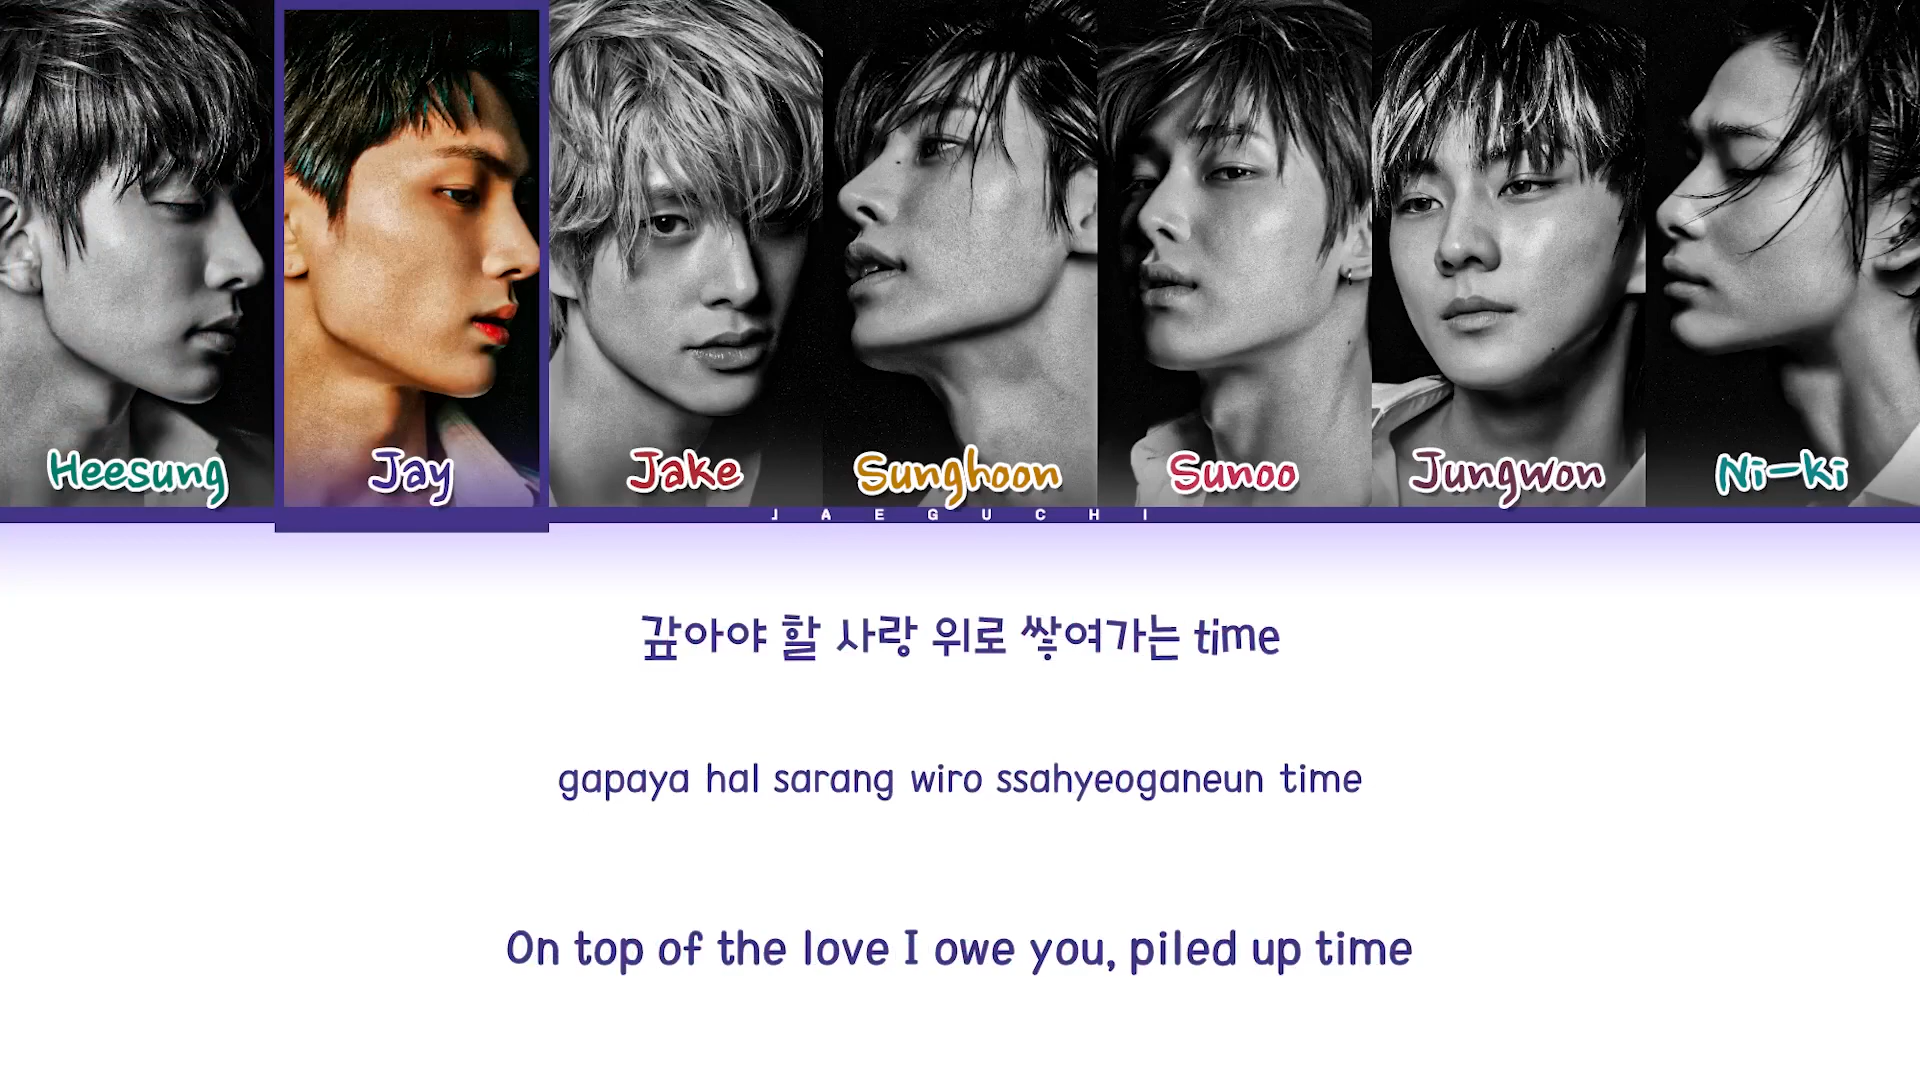 Heesung
Jay
Jake
Sunghoon
Sunoo
Jungwon
Ni-ki
JAEGUCHI
갚아야 할 사랑 위로 쌓여가는 time
gapaya hal sarang wiro ssahyeoganeun time
On top of the love I owe you, piled up time